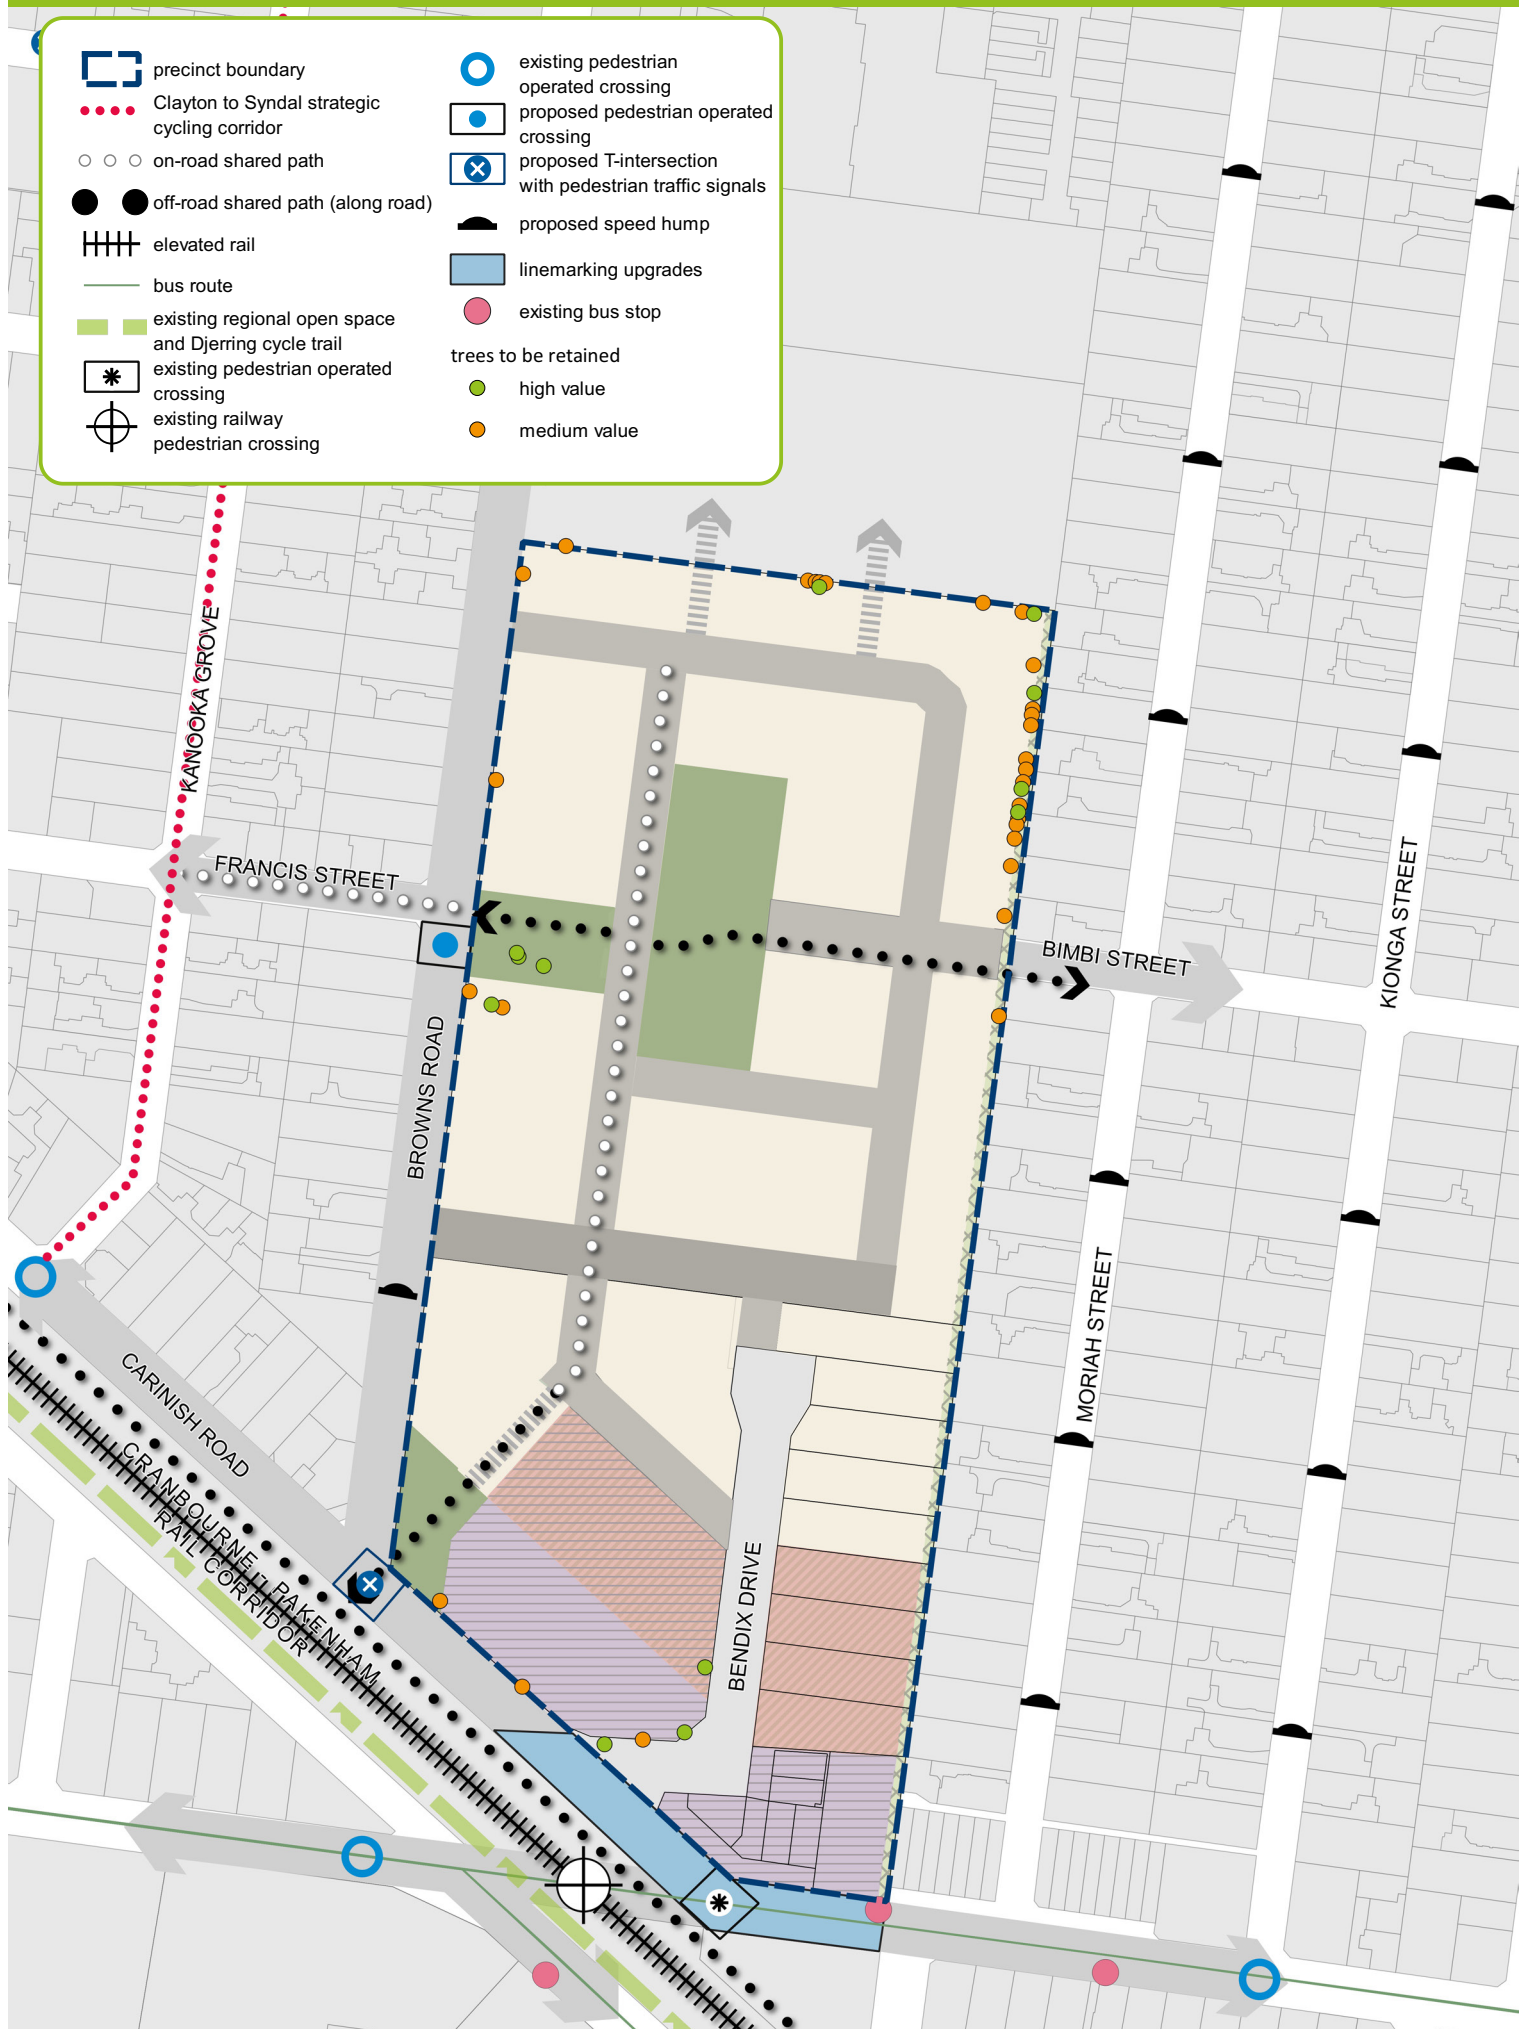 precinct boundary
Clayton to Syndal strategic
cycling corridor
on-road shared path
off-road shared path (along road)
elevated rail
bus route
existing regional open space
and Djerring cycle trail
existing pedestrian operated
crossing
existing railway
pedestrian crossing
existing pedestrian
operated crossing
proposed pedestrian operated
crossing
proposed T-intersection
with pedestrian traffic signals
proposed speed hump
linemarking upgrades
existing bus stop
trees to be retained
high value
medium value
KANOOKA GROVE
FRANCIS STREET
BROWNS ROAD
BIMBI STREET
KIONGA STREET
MORIAH STREET
CARINISH ROAD
CRANBOURNE - PAKENHAM
RAIL CORRIDOR
BENDIX DRIVE